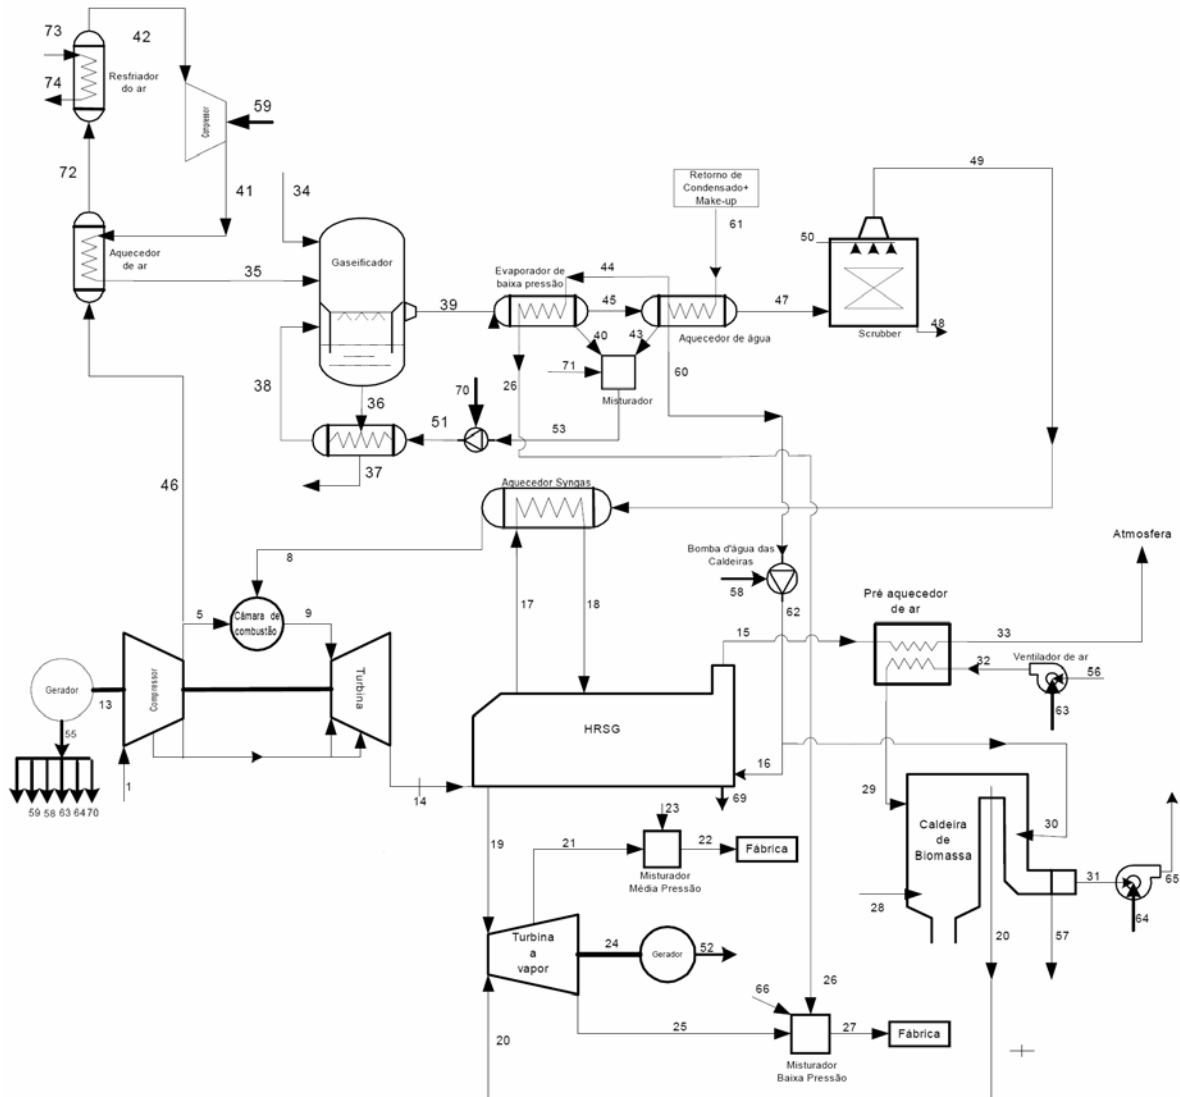 73
42
74
Resfriador
do ar
Compressor
59
72
41
34
Retorno de
Condensado+
Make-up
49
61
50
Gaseificador
Aquecedor
de ar
35
Evaporador de
baixa pressão
44
39
45
47
Scrubber
48
40
43
Aquecedor de água
38
71
26
60
Misturador
36
70
51
53
37
46
Aquecedor Syngas
Atmosfera
8
Bomba d'água das
Caldeiras
58
62
17
18
Pré aquecedor
de ar
5
Câmara de
combustão
9
15
33
32
Ventilador de ar
56
63
Gerador
13
Compressor
Turbina
HRSG
55
1
14
16
69
59
58
63
64
70
29
30
Caldeira
de
Biomassa
19
21
23
22
Fábrica
Misturador
Média Pressão
31
65
28
64
20
57
Turbina
a
vapor
24
Gerador
52
66
26
25
27
Fábrica
20
Misturador
Baixa Pressão